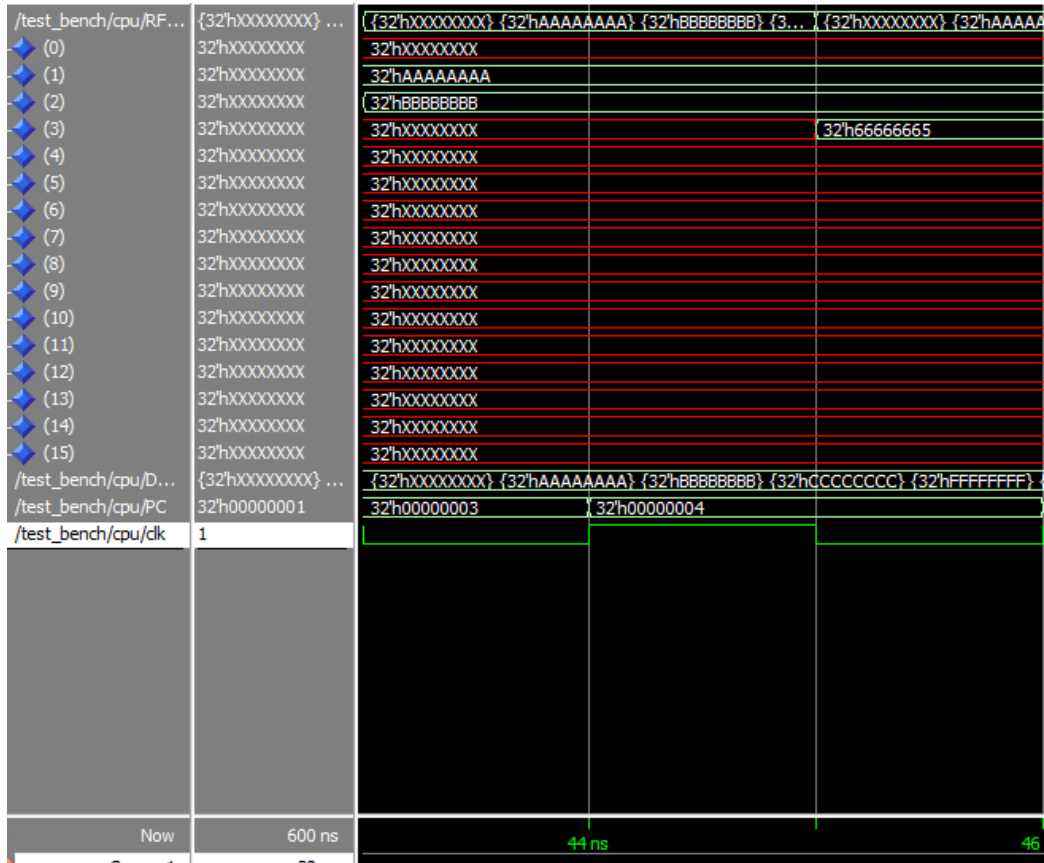 /test_bench/cpu/RF... {32'hXXXXXXXX} ... {32'hXXXXXXXX} {32'hAAAAAAAA} {32'hBBBBBBBB} {3... {32'hXXXXXXXX} {32'hAAAAA
(0) 32'hXXXXXXXX 32'hXXXXXXXX
(1) 32'hXXXXXXXX 32'hAAAAAAAA
(2) 32'hXXXXXXXX 32'hBBBBBBBB
(3) 32'hXXXXXXXX 32'hXXXXXXXX 32'h66666665
(4) 32'hXXXXXXXX 32'hXXXXXXXX
(5) 32'hXXXXXXXX 32'hXXXXXXXX
(6) 32'hXXXXXXXX 32'hXXXXXXXX
(7) 32'hXXXXXXXX 32'hXXXXXXXX
(8) 32'hXXXXXXXX 32'hXXXXXXXX
(9) 32'hXXXXXXXX 32'hXXXXXXXX
(10) 32'hXXXXXXXX 32'hXXXXXXXX
(11) 32'hXXXXXXXX 32'hXXXXXXXX
(12) 32'hXXXXXXXX 32'hXXXXXXXX
(13) 32'hXXXXXXXX 32'hXXXXXXXX
(14) 32'hXXXXXXXX 32'hXXXXXXXX
(15) 32'hXXXXXXXX 32'hXXXXXXXX
/test_bench/cpu/D... {32'hXXXXXXXX} ... {32'hXXXXXXXX} {32'hAAAAAAAA} {32'hBBBBBBBB} {32'hCCCCCCCC} {32'hFFFFFFFF} {
/test_bench/cpu/PC 32'h00000001 32'h00000003 32'h00000004
/test_bench/cpu/clk 1
Now 600 ns 44 ns 46